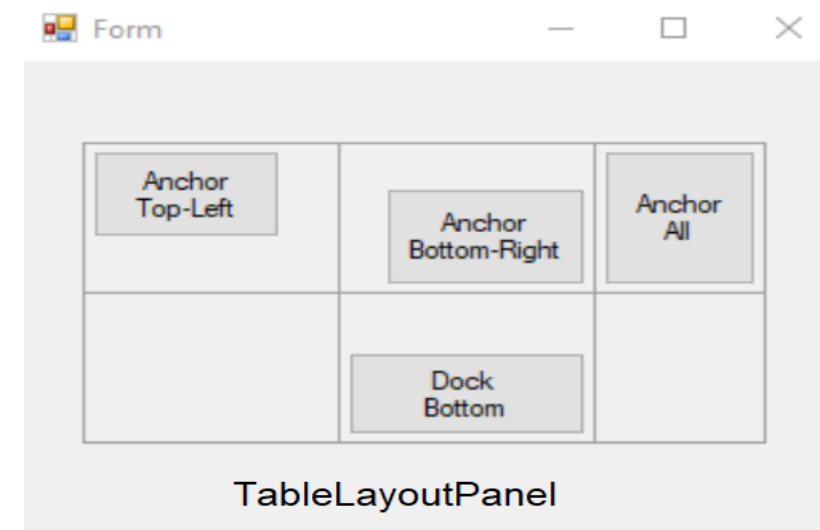 Form
Anchor
Top-Left
Anchor
Bottom-Right
Anchor
All
Dock
Bottom
TableLayoutPanel